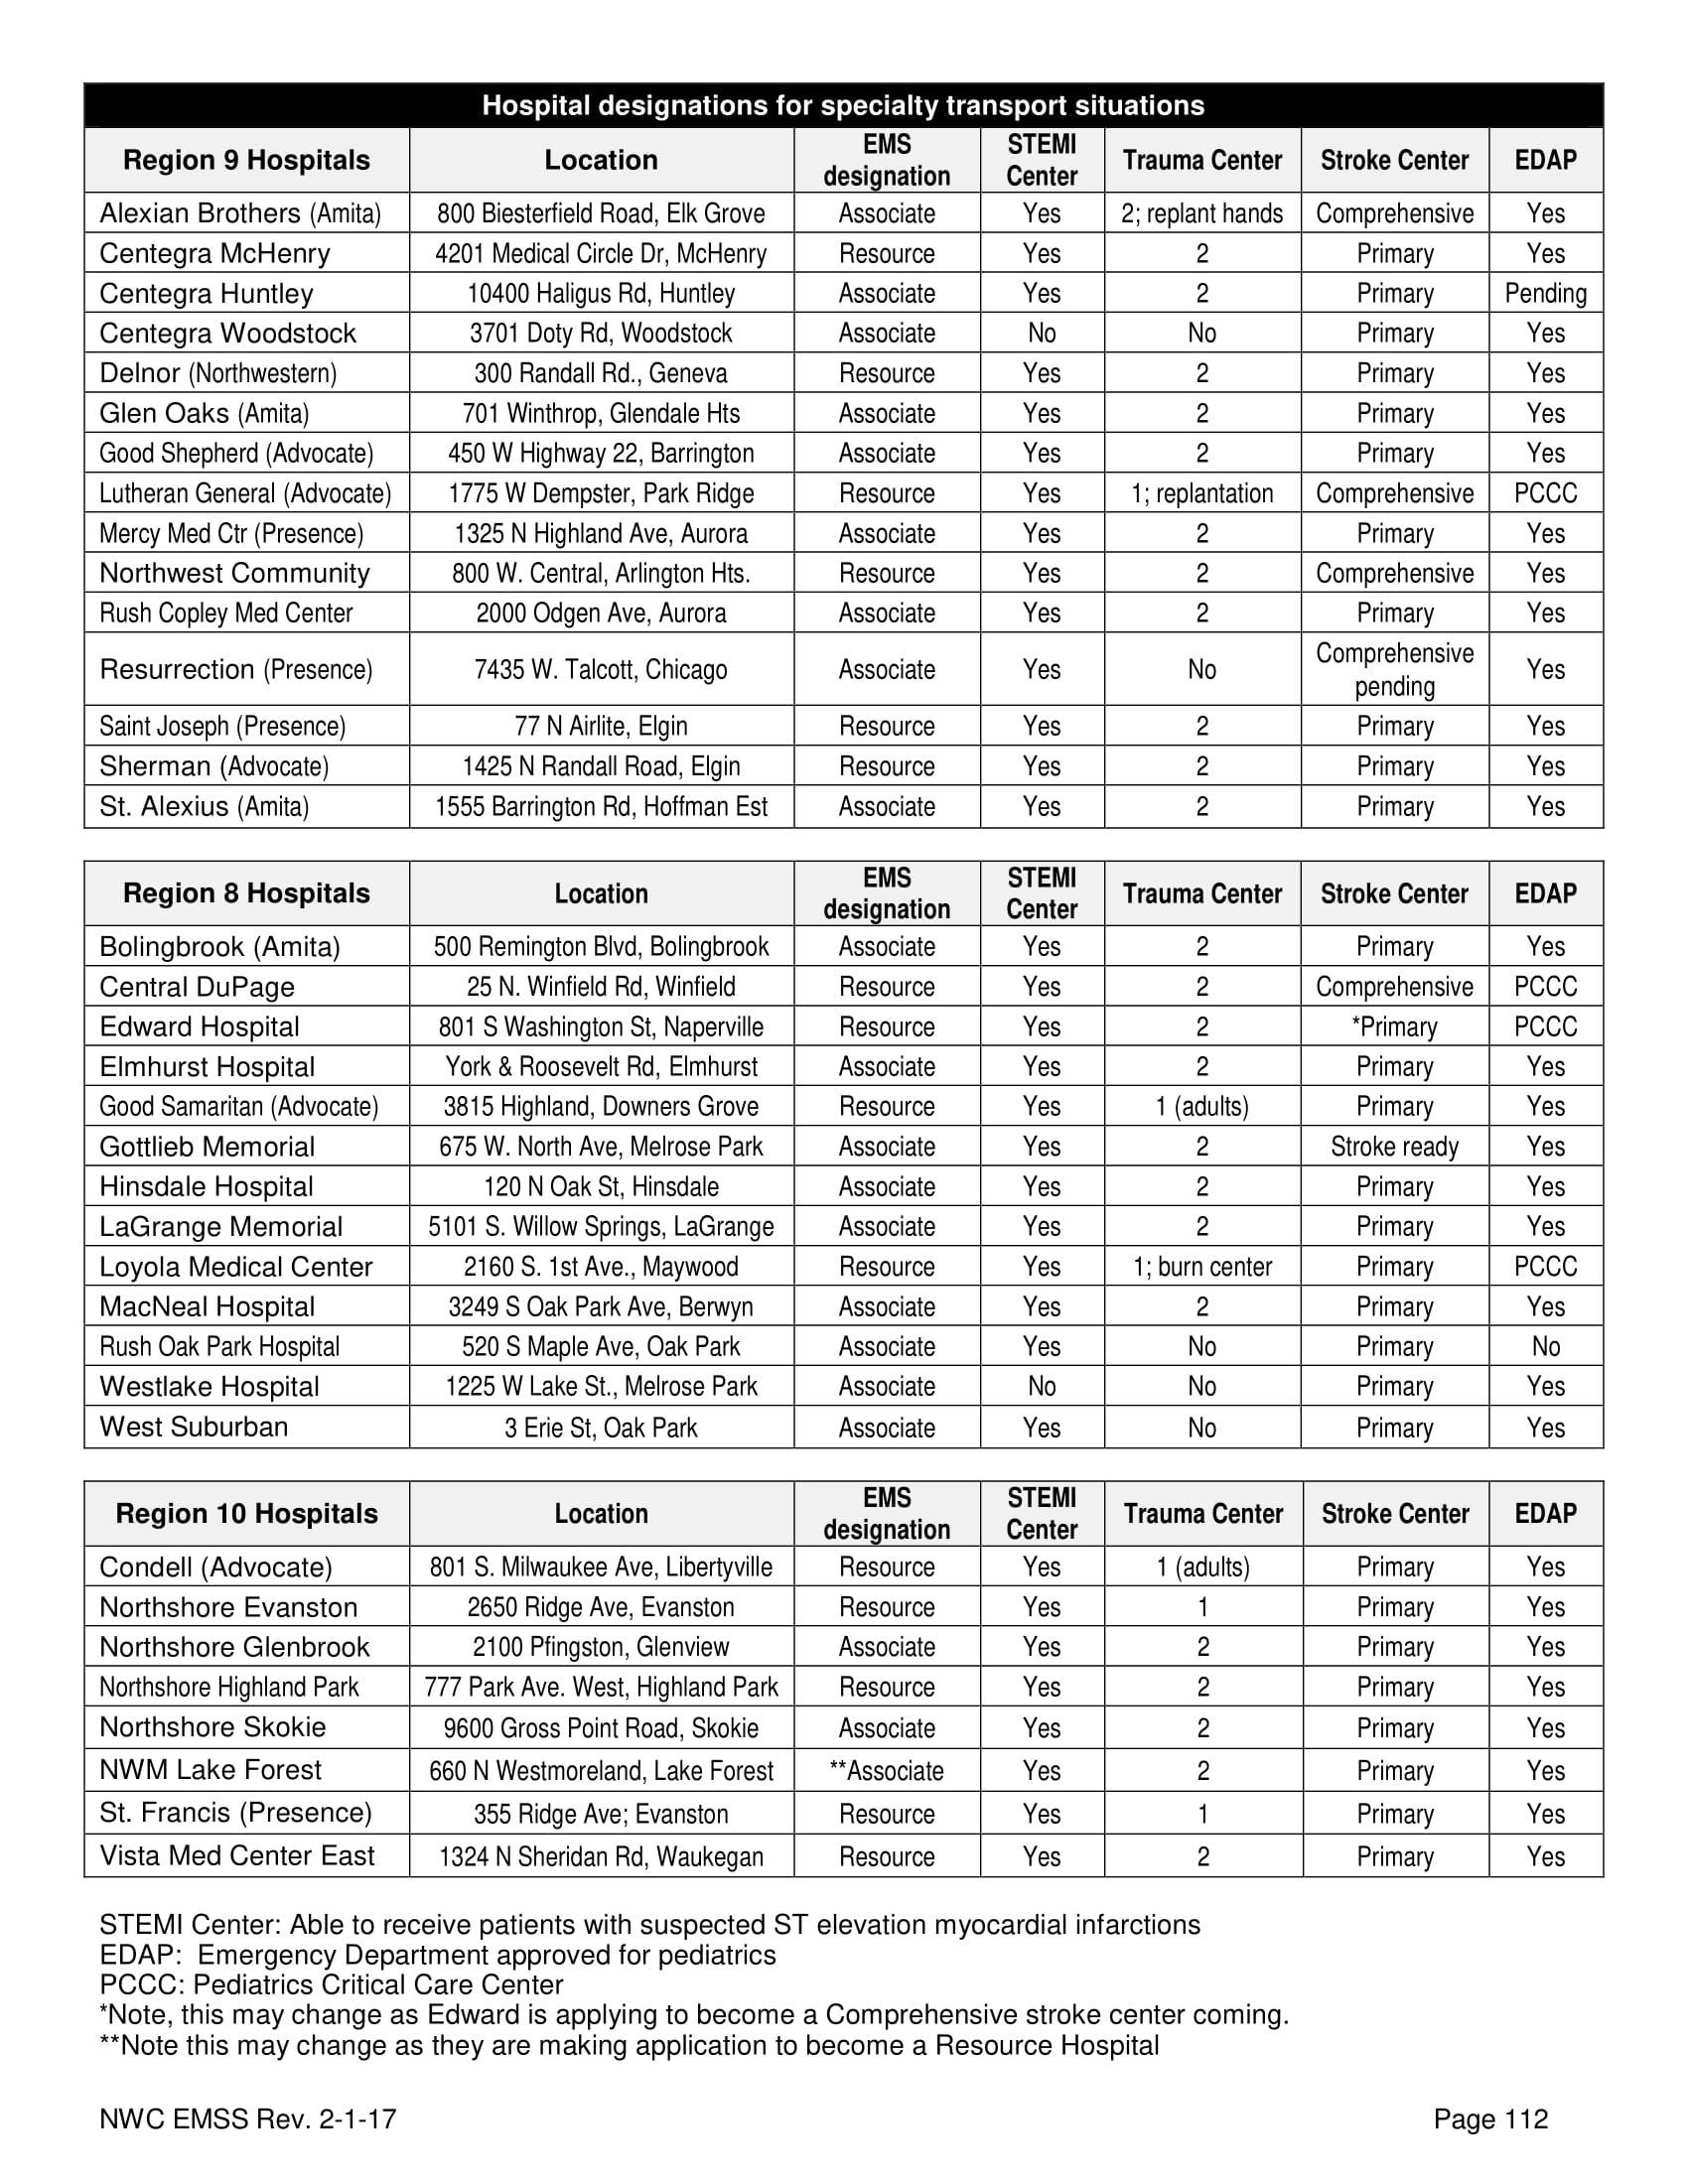 Hospital designations for specialty transport situations
Region 9 Hospitals Location EMS designation STEMI Center Trauma Center Stroke Center EDAP
Alexian Brothers (Amita) 800 Biesterfield Road, Elk Grove Associate Yes 2; replant hands Comprehensive Yes
Centegra McHenry 4201 Medical Circle Dr, McHenry Resource Yes 2 Primary Yes
Centegra Huntley 10400 Haligus Rd, Huntley Associate Yes 2 Primary Pending
Centegra Woodstock 3701 Doty Rd, Woodstock Associate No No Primary Yes
Delnor (Northwestern) 300 Randall Rd., Geneva Resource Yes 2 Primary Yes
Glen Oaks (Amita) 701 Winthrop, Glendale Hts Associate Yes 2 Primary Yes
Good Shepherd (Advocate) 450 W Highway 22, Barrington Associate Yes 2 Primary Yes
Lutheran General (Advocate) 1775 W Dempster, Park Ridge Resource Yes 1; replantation Comprehensive PCCC
Mercy Med Ctr (Presence) 1325 N Highland Ave, Aurora Associate Yes 2 Primary Yes
Northwest Community 800 W. Central, Arlington Hts. Resource Yes 2 Comprehensive Yes
Rush Copley Med Center 2000 Odgen Ave, Aurora Associate Yes 2 Primary Yes
Resurrection (Presence) 7435 W. Talcott, Chicago Associate Yes No Comprehensive pending Yes
Saint Joseph (Presence) 77 N Airlite, Elgin Resource Yes 2 Primary Yes
Sherman (Advocate) 1425 N Randall Road, Elgin Resource Yes 2 Primary Yes
St. Alexius (Amita) 1555 Barrington Rd, Hoffman Est Associate Yes 2 Primary Yes
Region 8 Hospitals Location EMS designation STEMI Center Trauma Center Stroke Center EDAP
Bolingbrook (Amita) 500 Remington Blvd, Bolingbrook Associate Yes 2 Primary Yes
Central DuPage 25 N. Winfield Rd, Winfield Resource Yes 2 Comprehensive PCCC
Edward Hospital 801 S Washington St, Naperville Resource Yes 2 *Primary PCCC
Elmhurst Hospital York & Roosevelt Rd, Elmhurst Associate Yes 2 Primary Yes
Good Samaritan (Advocate) 3815 Highland, Downers Grove Resource Yes 1 (adults) Primary Yes
Gottlieb Memorial 675 W. North Ave, Melrose Park Associate Yes 2 Stroke ready Yes
Hinsdale Hospital 120 N Oak St, Hinsdale Associate Yes 2 Primary Yes
LaGrange Memorial 5101 S. Willow Springs, LaGrange Associate Yes 2 Primary Yes
Loyola Medical Center 2160 S. 1st Ave., Maywood Resource Yes 1; burn center Primary PCCC
MacNeal Hospital 3249 S Oak Park Ave, Berwyn Associate Yes 2 Primary Yes
Rush Oak Park Hospital 520 S Maple Ave, Oak Park Associate Yes No Primary No
Westlake Hospital 1225 W Lake St., Melrose Park Associate No No Primary Yes
West Suburban 3 Erie St, Oak Park Associate Yes No Primary Yes
Region 10 Hospitals Location EMS designation STEMI Center Trauma Center Stroke Center EDAP
Condell (Advocate) 801 S. Milwaukee Ave, Libertyville Resource Yes 1 (adults) Primary Yes
Northshore Evanston 2650 Ridge Ave, Evanston Resource Yes 1 Primary Yes
Northshore Glenbrook 2100 Pfingston, Glenview Associate Yes 2 Primary Yes
Northshore Highland Park 777 Park Ave. West, Highland Park Resource Yes 2 Primary Yes
Northshore Skokie 9600 Gross Point Road, Skokie Associate Yes 2 Primary Yes
NWM Lake Forest 660 N Westmoreland, Lake Forest **Associate Yes 2 Primary Yes
St. Francis (Presence) 355 Ridge Ave; Evanston Resource Yes 1 Primary Yes
Vista Med Center East 1324 N Sheridan Rd, Waukegan Resource Yes 2 Primary Yes
STEMI Center: Able to receive patients with suspected ST elevation myocardial infarctions
EDAP: Emergency Department approved for pediatrics
PCCC: Pediatrics Critical Care Center
*Note, this may change as Edward is applying to become a Comprehensive stroke center coming.
**Note this may change as they are making application to become a Resource Hospital
NWC EMSS Rev. 2-1-17 Page 112